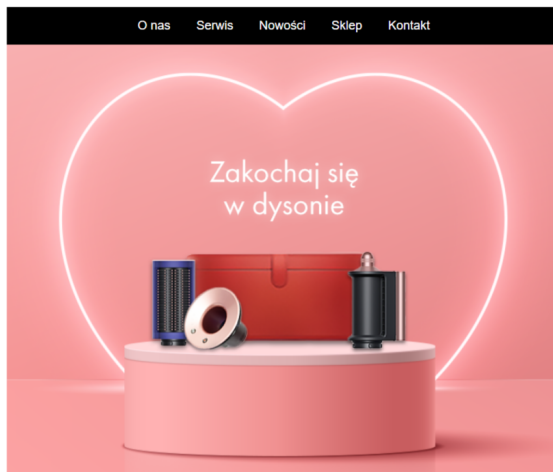 O nas Serwis Nowości Sklep Kontakt
Zakochaj się
w dysonie